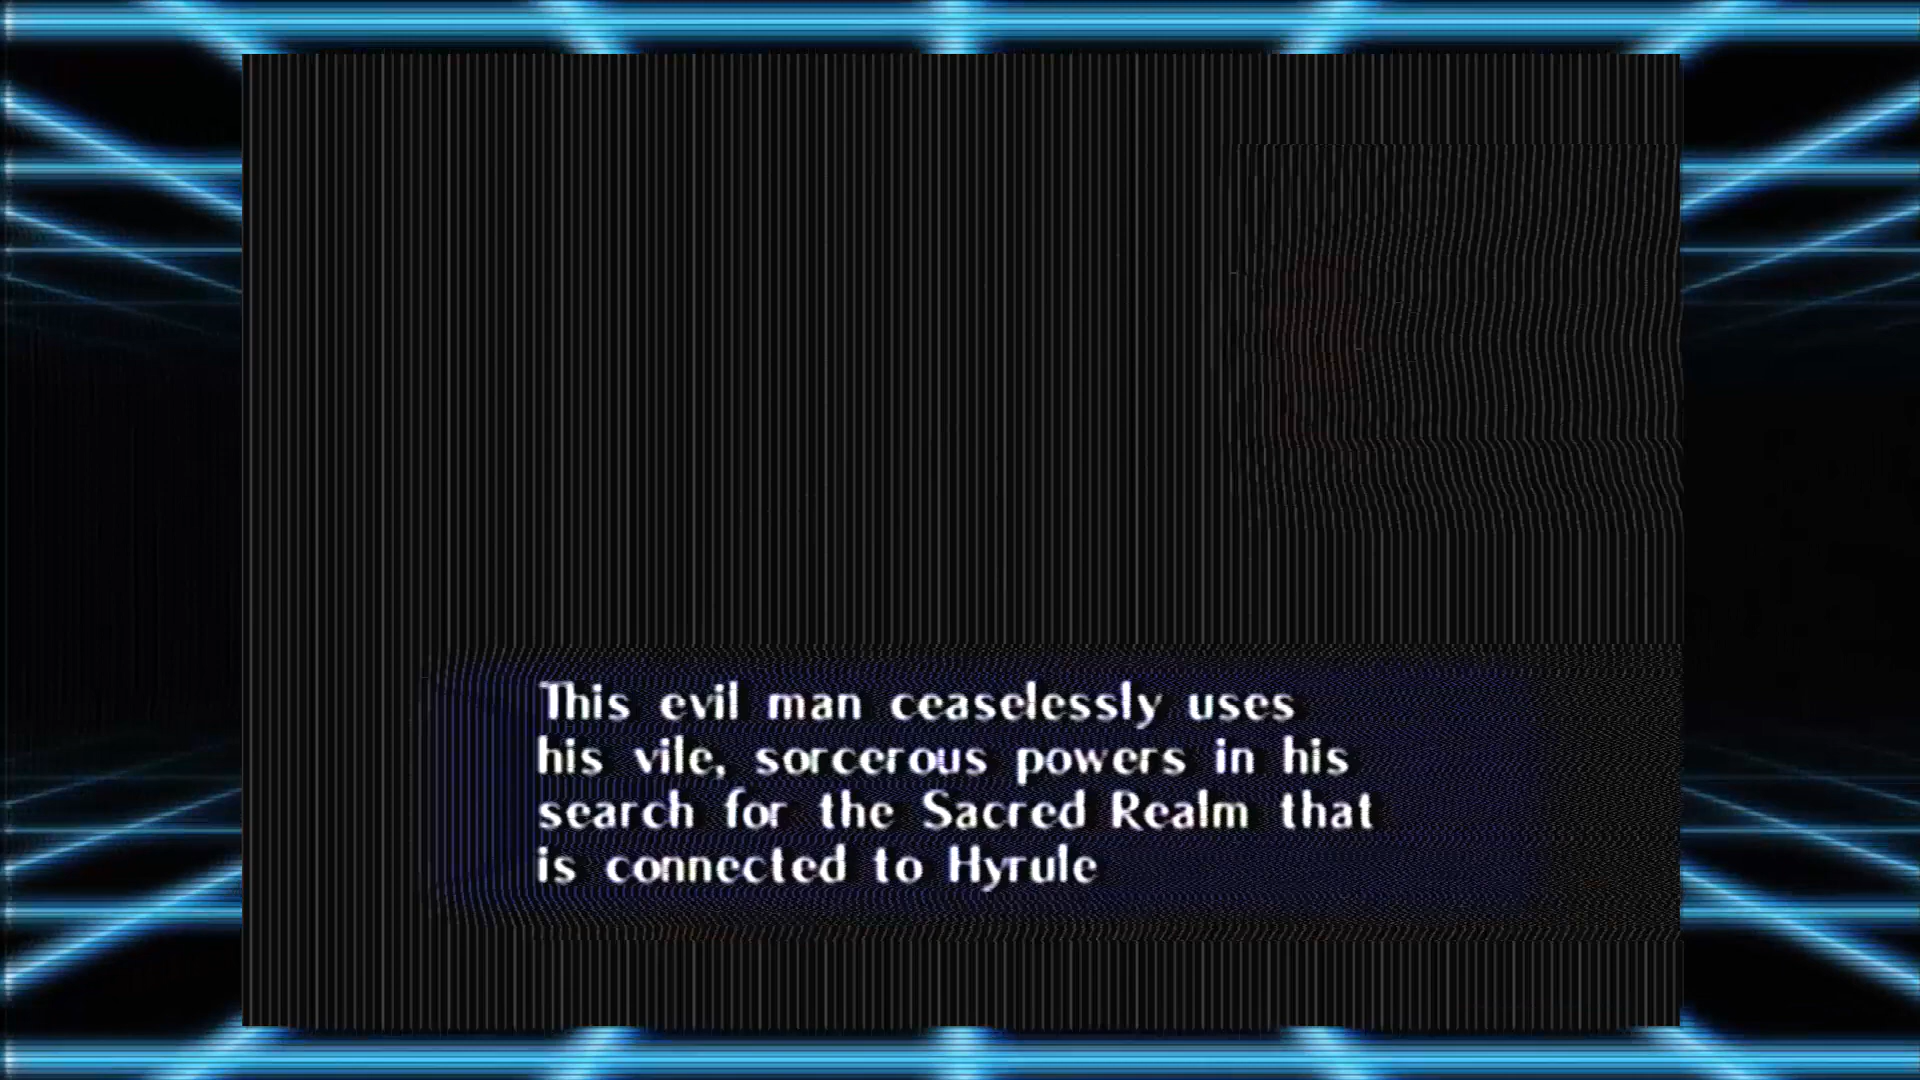 This evil man ceaselessly uses
his vile, sorcerous powers in his
search for the Sacred Realm that
is connected to Hyrule